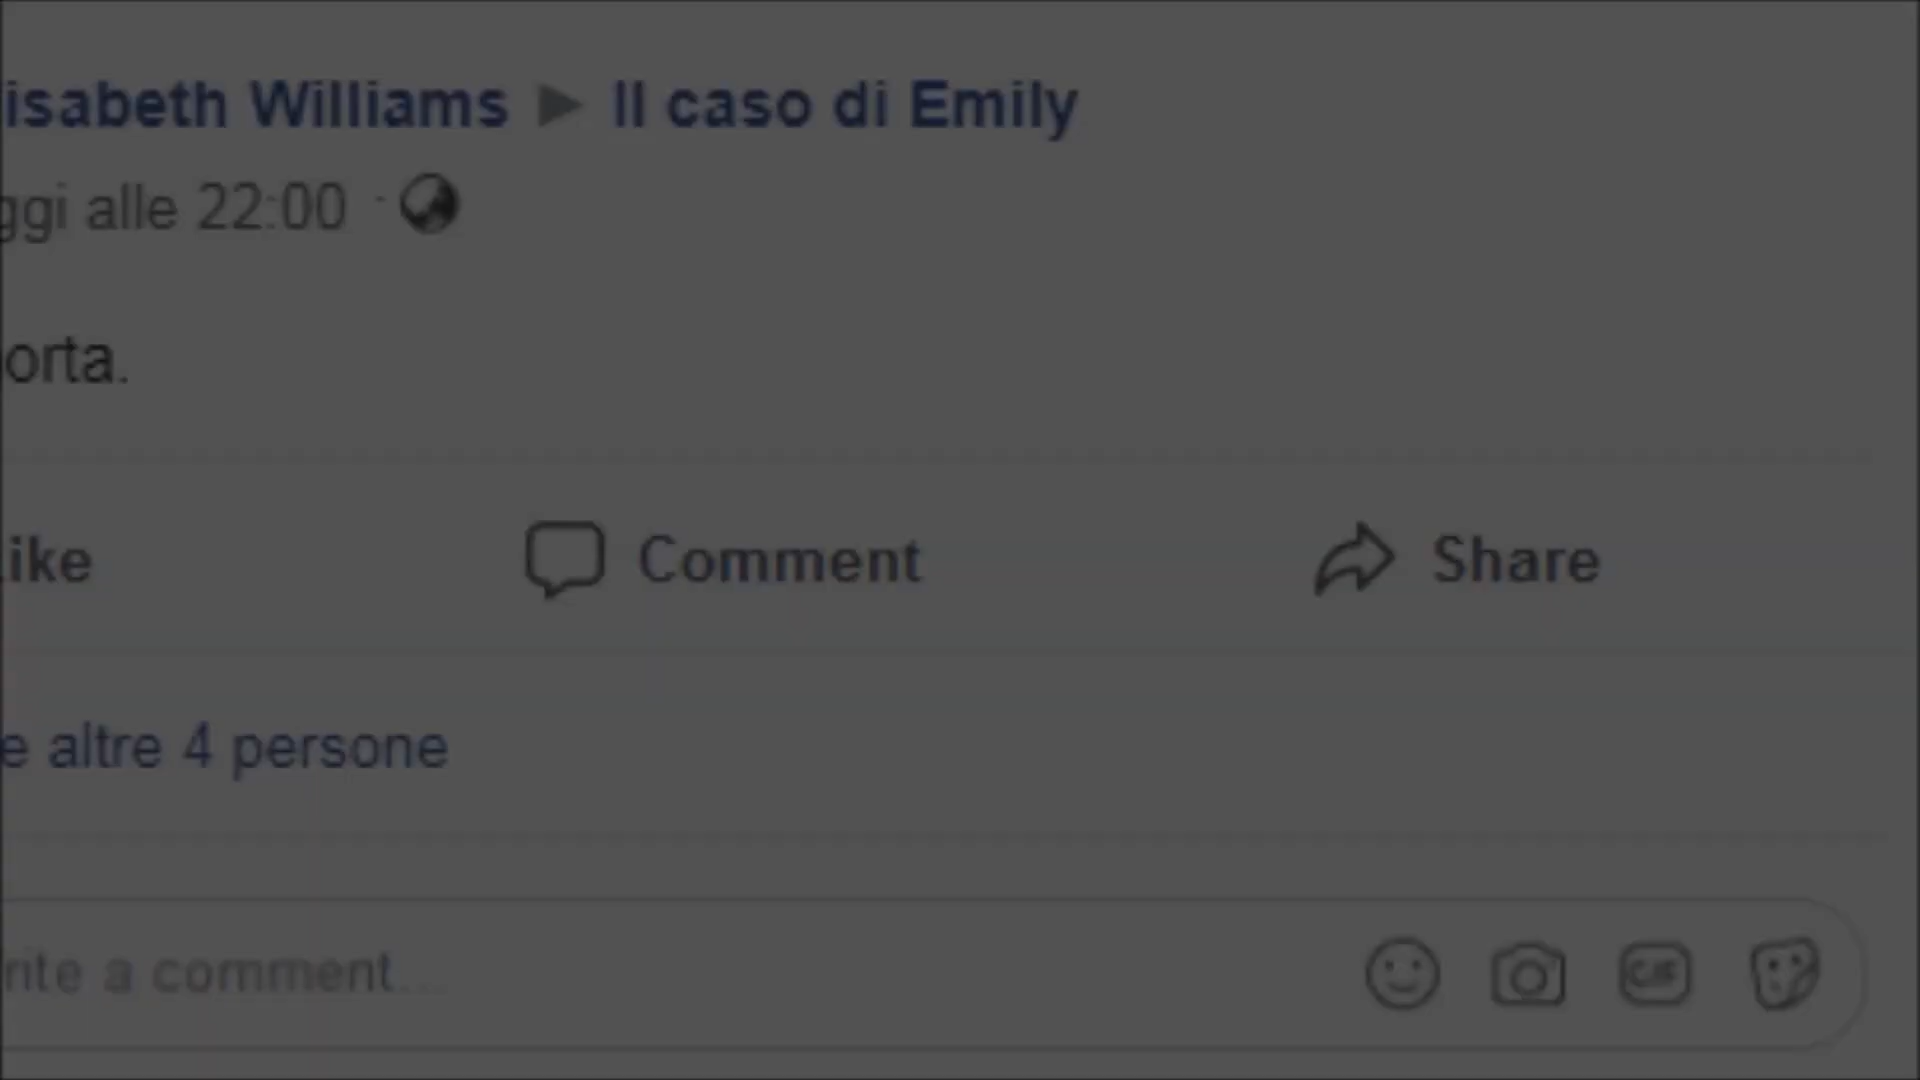 isabeth Williams ▶ Il caso di Emily
ggi alle 22:00 ·
orta.
ike
Comment
Share
e altre 4 persone
rite a comment...
GIF